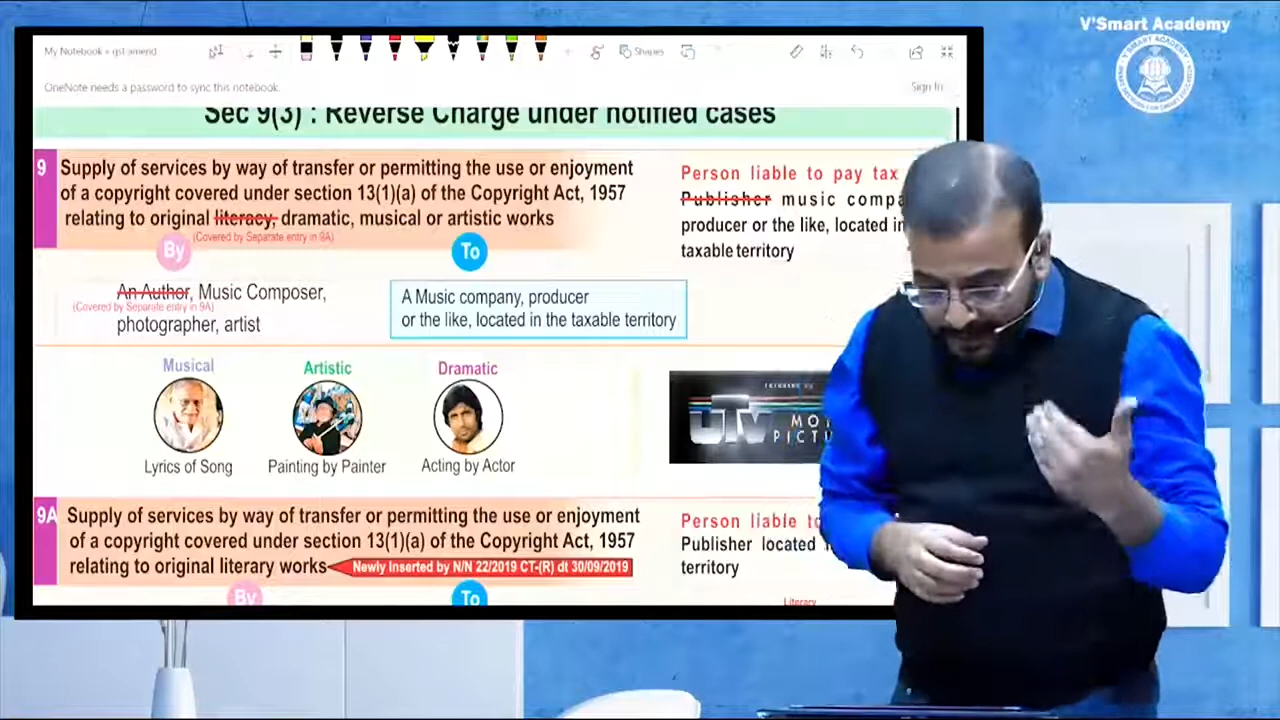 V'Smart Academy
My Notebook » gst amend
Shapes
OneNote needs a password to sync this notebook.
Sign In
Sec 9(3) : Reverse Charge under notified cases
9 Supply of services by way of transfer or permitting the use or enjoyment
of a copyright covered under section 13(1)(a) of the Copyright Act, 1957
relating to original literacy, dramatic, musical or artistic works
(Covered by Separate entry in 9A)
Person liable to pay tax
Publisher music compa
producer or the like, located in
taxable territory
By
To
An Author, Music Composer,
(Covered by Separate entry in 9A)
photographer, artist
A Music company, producer
or the like, located in the taxable territory
Musical
Artistic
Dramatic
UTV MOT
PICTU
Lyrics of Song
Painting by Painter
Acting by Actor
9A Supply of services by way of transfer or permitting the use or enjoyment
of a copyright covered under section 13(1)(a) of the Copyright Act, 1957
relating to original literary works
Newly Inserted by N/N 22/2019 CT-(R) dt 30/09/2019
Person liable to
Publisher located
territory
By
To
Literacy